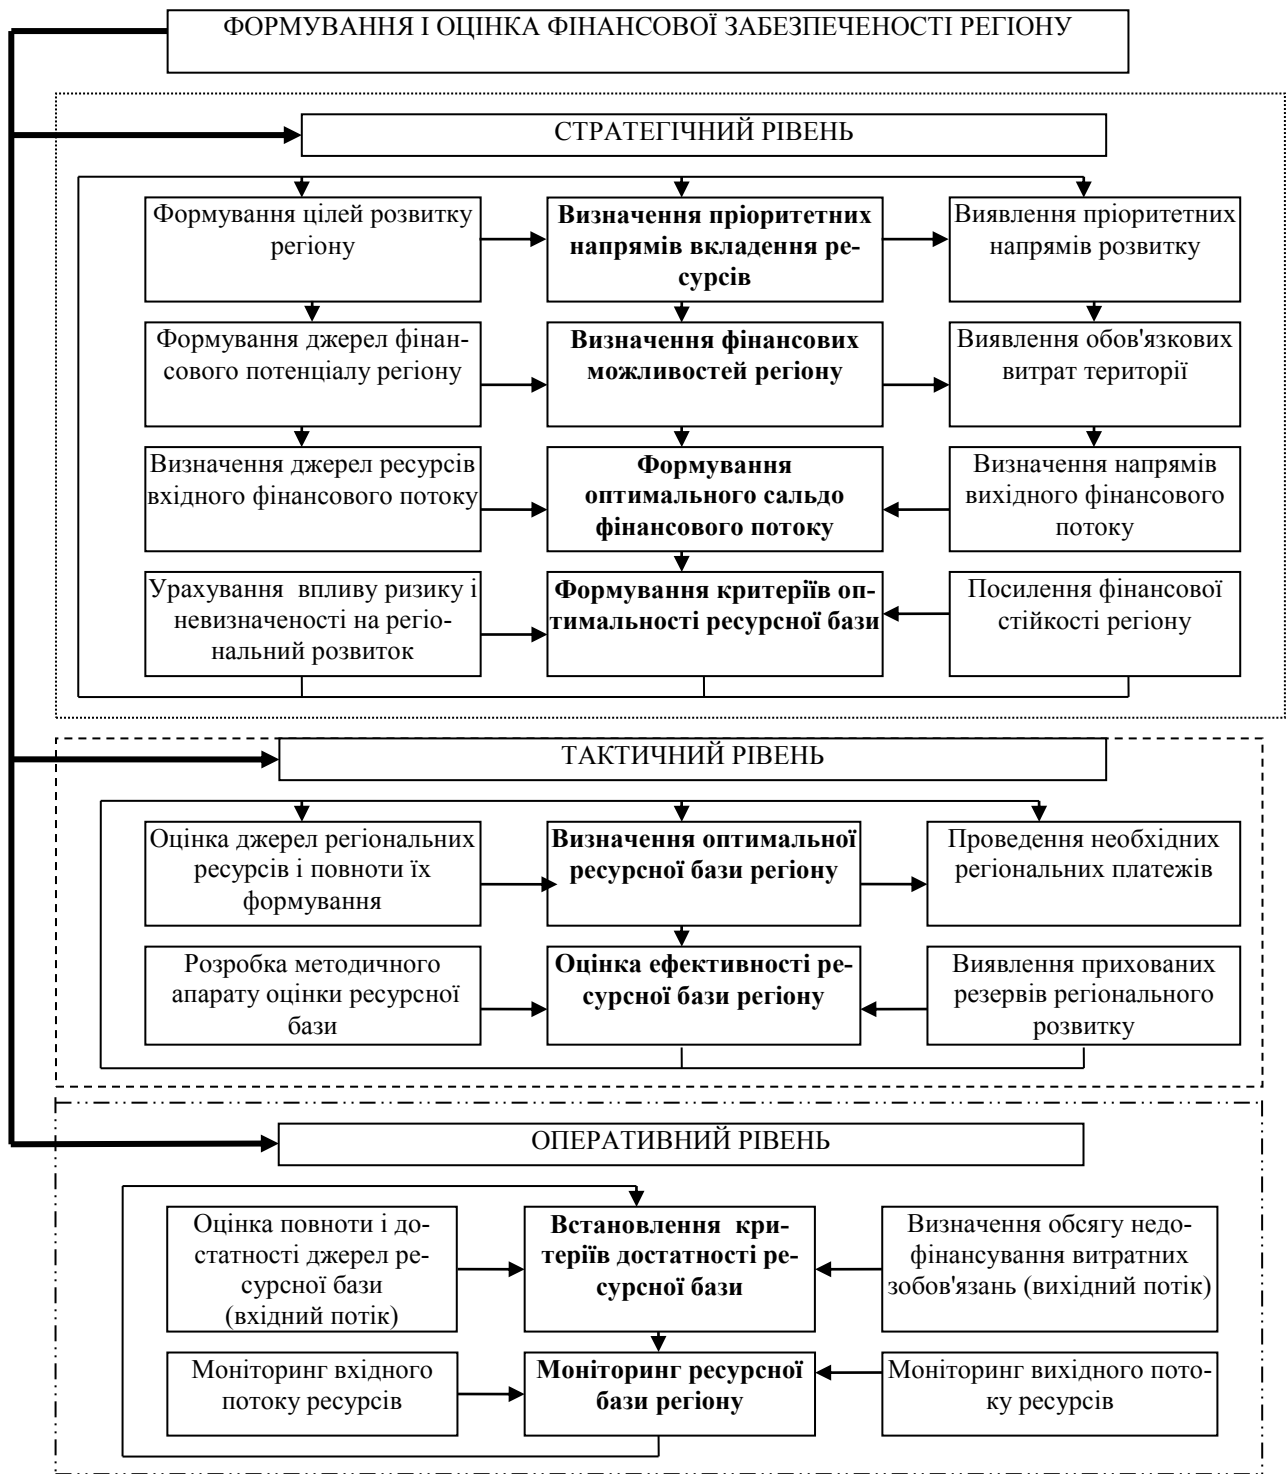 ФОРМУВАННЯ І ОЦІНКА ФІНАНСОВОЇ ЗАБЕЗПЕЧЕНОСТІ РЕГІОНУ
СТРАТЕГІЧНИЙ РІВЕНЬ
Формування цілей розвитку
регіону
Визначення пріоритетних
напрямів вкладення ре-
сурсів
Виявлення пріоритетних
напрямів розвитку
Формування джерел фінан-
сового потенціалу регіону
Визначення фінансових
можливостей регіону
Виявлення обов'язкових
витрат території
Визначення джерел ресурсів
вхідного фінансового потоку
Формування
оптимального сальдо
фінансового потоку
Визначення напрямів
вихідного фінансового
потоку
Урахування впливу ризику і
невизначеності на регіо-
нальний розвиток
Формування критеріїв оп-
тимальності ресурсної бази
Посилення фінансової
стійкості регіону
ТАКТИЧНИЙ РІВЕНЬ
Оцінка джерел регіональних
ресурсів і повноти їх
формування
Визначення оптимальної
ресурсної бази регіону
Проведення необхідних
регіональних платежів
Розробка методичного
апарату оцінки ресурсної
бази
Оцінка ефективності ре-
сурсної бази регіону
Виявлення прихованих
резервів регіонального
розвитку
ОПЕРАТИВНИЙ РІВЕНЬ
Оцінка повноти і до-
статності джерел ре-
сурсної бази
(вхідний потік)
Встановлення кри-
теріїв достатності ре-
сурсної бази
Визначення обсягу недо-
фінансування витратних
зобов'язань (вихідний потік)
Моніторинг вхідного
потоку ресурсів
Моніторинг ресурсної
бази регіону
Моніторинг вихідного пото-
ку ресурсів